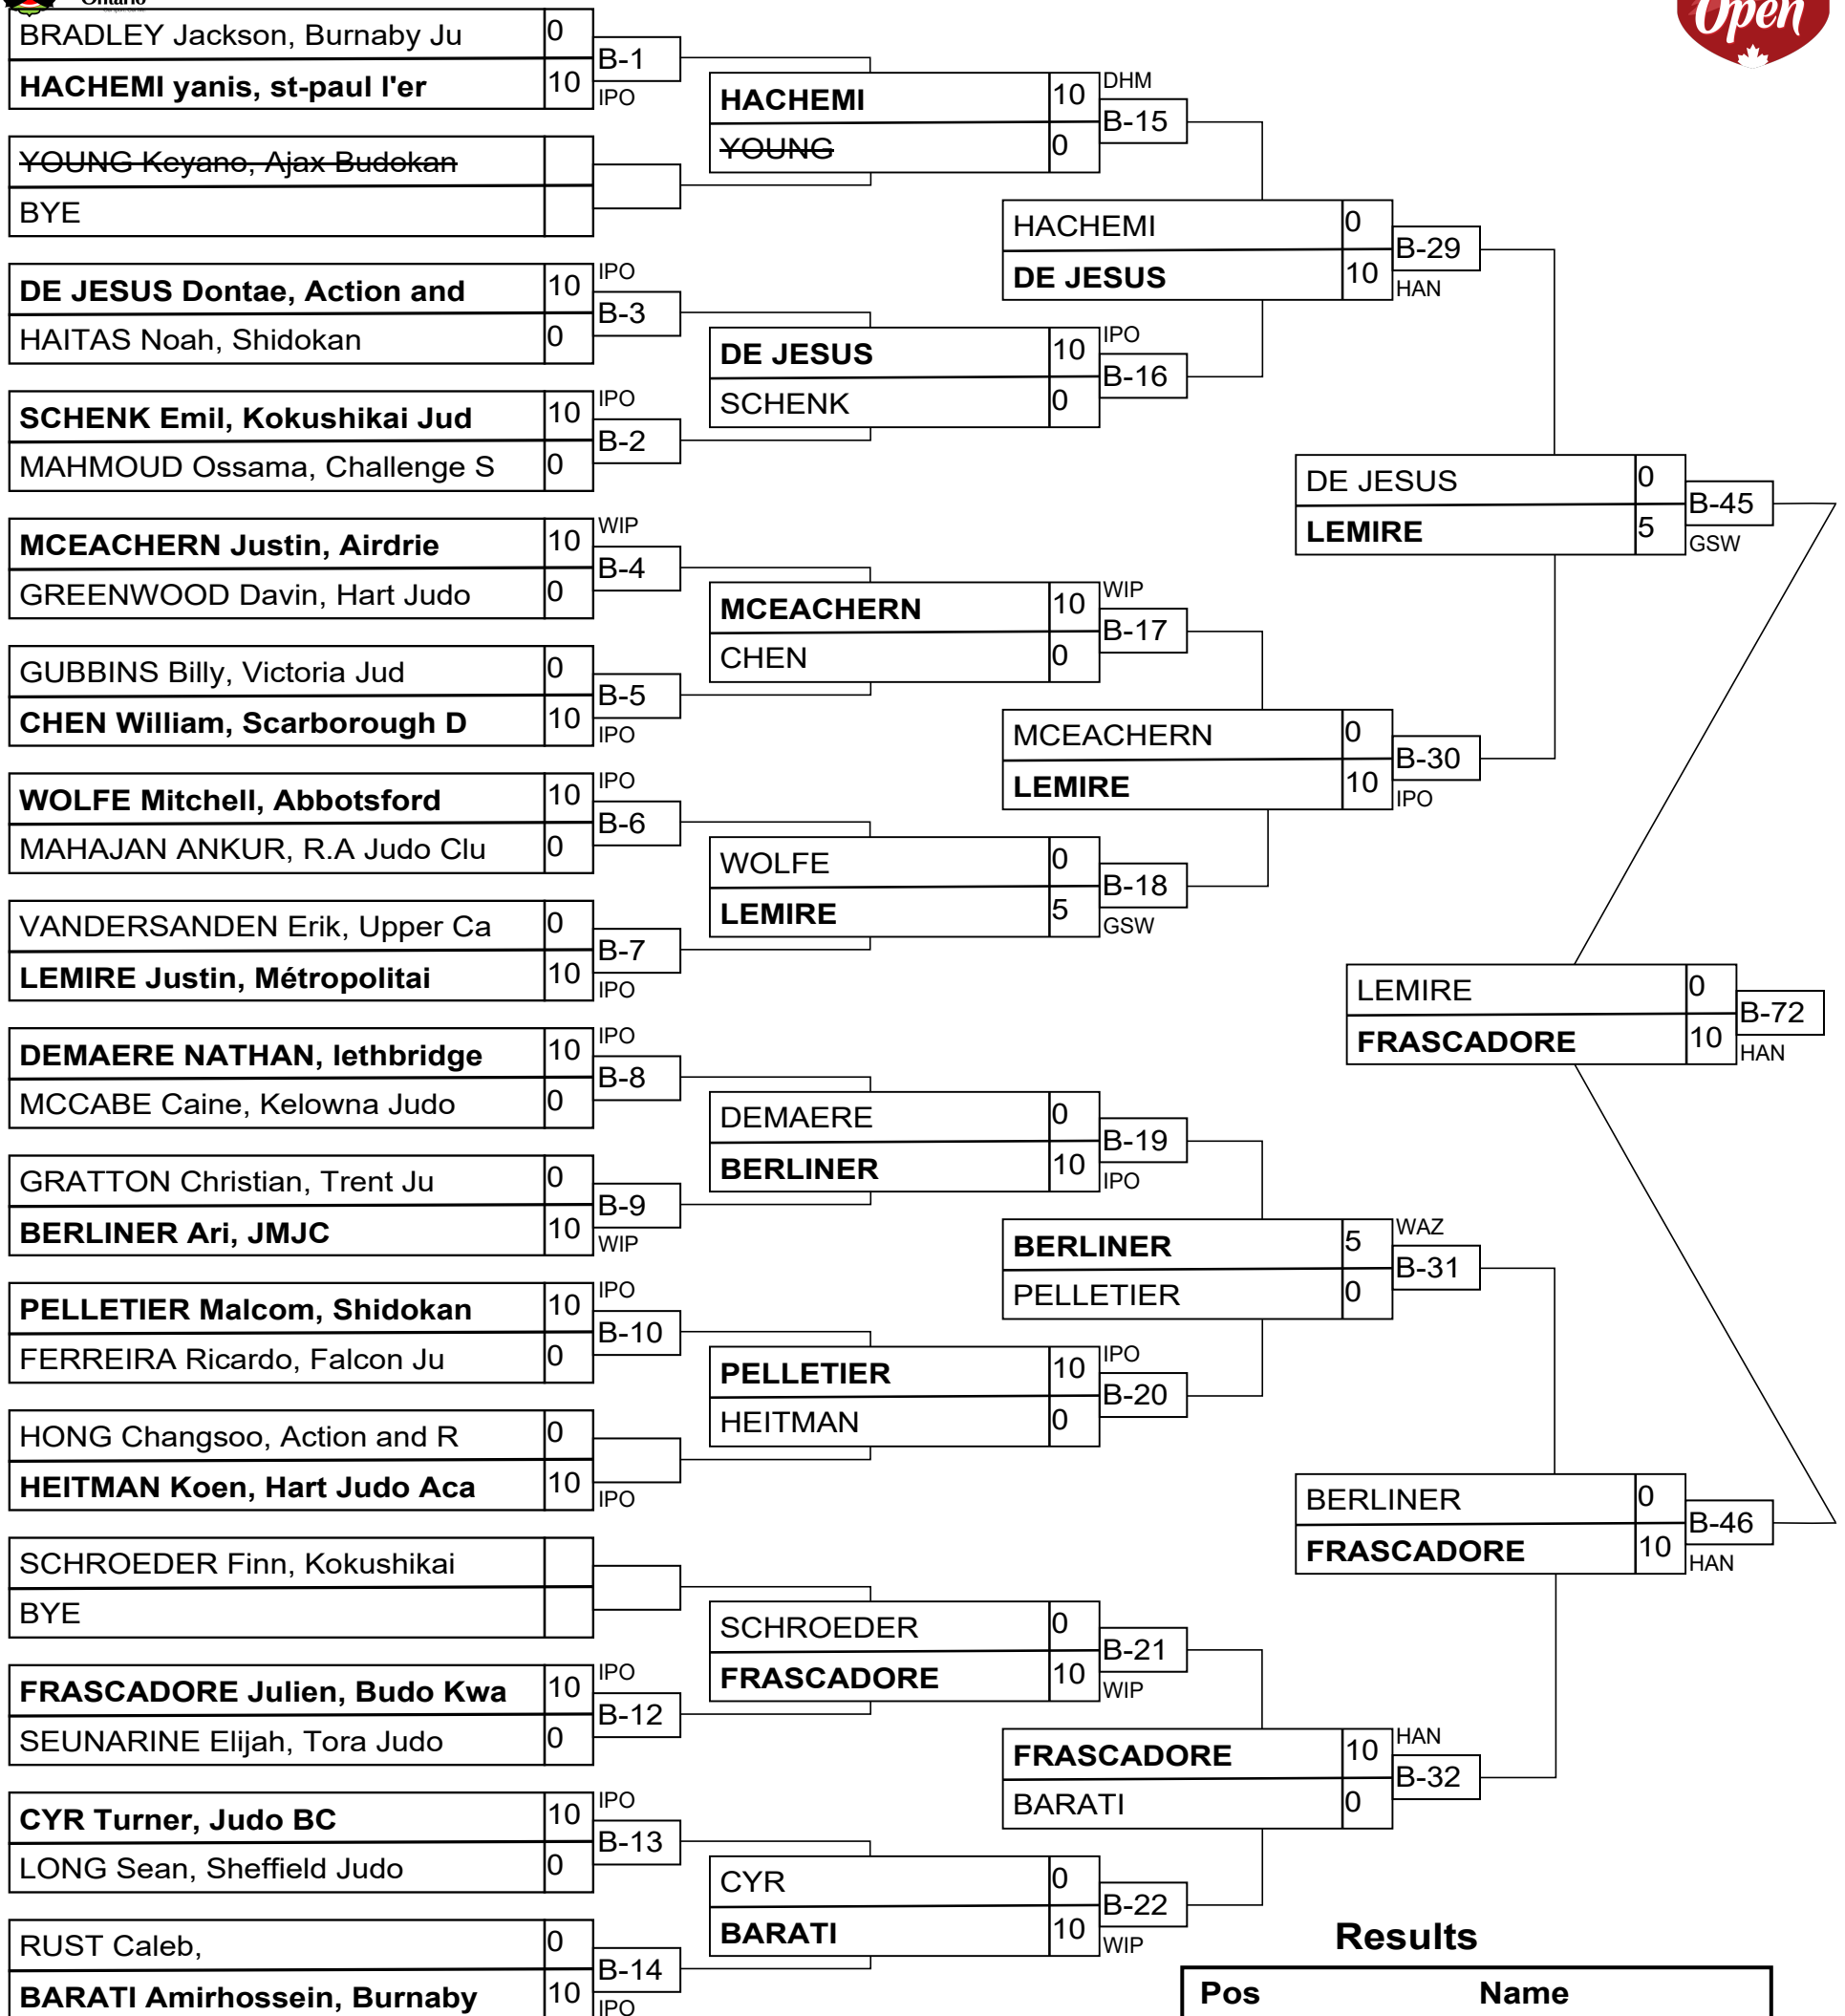 Ontario
Open
BRADLEY Jackson, Burnaby Ju 0
B-1
HACHEMI yanis, st-paul l'er 10
IPO
YOUNG Keyano, Ajax Budokan
BYE
DE JESUS Dontae, Action and 10
IPO
B-3
HAITAS Noah, Shidokan 0
SCHENK Emil, Kokushikai Jud 10
IPO
B-2
MAHMOUD Ossama, Challenge S 0
MCEACHERN Justin, Airdrie 10
WIP
B-4
GREENWOOD Davin, Hart Judo 0
GUBBINS Billy, Victoria Jud 0
B-5
CHEN William, Scarborough D 10
IPO
WOLFE Mitchell, Abbotsford 10
IPO
B-6
MAHAJAN ANKUR, R.A Judo Clu 0
VANDERSANDEN Erik, Upper Ca 0
B-7
LEMIRE Justin, Métropolitai 10
IPO
DEMAERE NATHAN, lethbridge 10
IPO
B-8
MCCABE Caine, Kelowna Judo 0
GRATTON Christian, Trent Ju 0
B-9
BERLINER Ari, JMJC 10
WIP
PELLETIER Malcom, Shidokan 10
IPO
B-10
FERREIRA Ricardo, Falcon Ju 0
HONG Changsoo, Action and R 0
HEITMAN Koen, Hart Judo Aca 10
IPO
SCHROEDER Finn, Kokushikai
BYE
FRASCADORE Julien, Budo Kwa 10
IPO
B-12
SEUNARINE Elijah, Tora Judo 0
CYR Turner, Judo BC 10
IPO
B-13
LONG Sean, Sheffield Judo 0
RUST Caleb, 0
B-14
BARATI Amirhossein, Burnaby 10
IPO
HACHEMI 10
DHM
B-15
YOUNG 0
DE JESUS 10
IPO
B-16
SCHENK 0
MCEACHERN 10
WIP
B-17
CHEN 0
WOLFE 0
B-18
LEMIRE 5
GSW
DEMAERE 0
B-19
BERLINER 10
IPO
PELLETIER 10
IPO
B-20
HEITMAN 0
SCHROEDER 0
B-21
FRASCADORE 10
WIP
CYR 0
B-22
BARATI 10
WIP
HACHEMI 0
B-29
DE JESUS 10
HAN
MCEACHERN 0
B-30
LEMIRE 10
IPO
BERLINER 5
WAZ
B-31
PELLETIER 0
FRASCADORE 10
HAN
B-32
BARATI 0
DE JESUS 0
B-45
LEMIRE 5
GSW
BERLINER 0
B-46
FRASCADORE 10
HAN
LEMIRE 0
B-72
FRASCADORE 10
HAN
Results
Pos Name